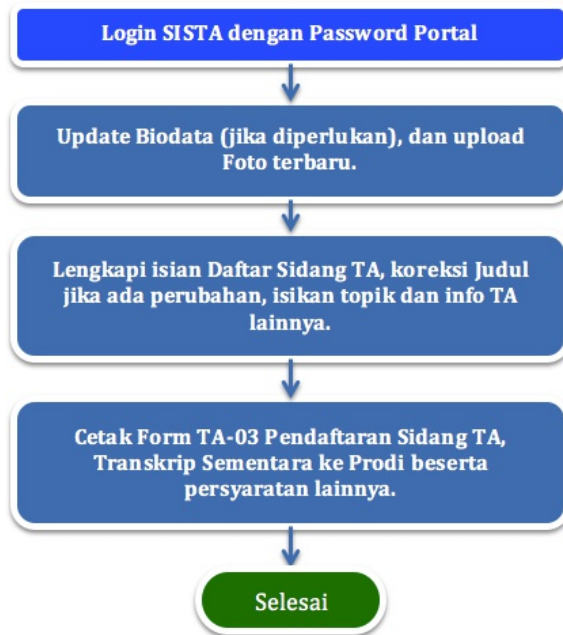 Login SISTA dengan Password Portal
Update Biodata (jika diperlukan), dan upload
Foto terbaru.
Lengkapi isian Daftar Sidang TA, koreksi Judul
jika ada perubahan, isikan topik dan info TA
lainnya.
Cetak Form TA-03 Pendaftaran Sidang TA,
Transkrip Sementara ke Prodi beserta
persyaratan lainnya.
Selesai